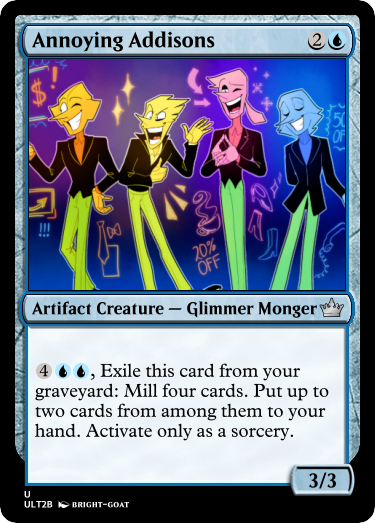 Annoying Addisons 2
$!
50
OFF
20%
OFF
!!!
Artifact Creature — Glimmer Monger
4, Exile this card from your
graveyard: Mill four cards. Put up to
two cards from among them to your
hand. Activate only as a sorcery.
3/3
U
ULT2B BRIGHT-GOAT